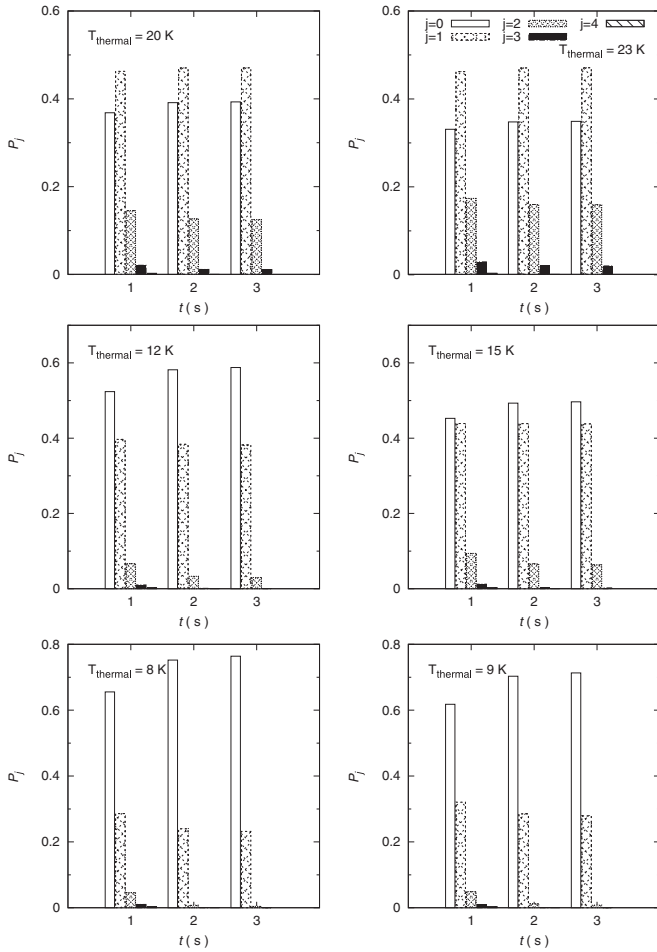 T_thermal = 20 K
0.6
0.4
0.2
0
P_j
1 2 3
t ( s )
j=0 j=2 j=4
j=1 j=3
T_thermal = 23 K
0.6
0.4
0.2
0
P_j
1 2 3
t ( s )
T_thermal = 12 K
0.6
0.4
0.2
0
P_j
1 2 3
t ( s )
T_thermal = 15 K
0.6
0.4
0.2
0
P_j
1 2 3
t ( s )
T_thermal = 8 K
0.8
0.6
0.4
0.2
0
P_j
1 2 3
t ( s )
T_thermal = 9 K
0.8
0.6
0.4
0.2
0
P_j
1 2 3
t ( s )